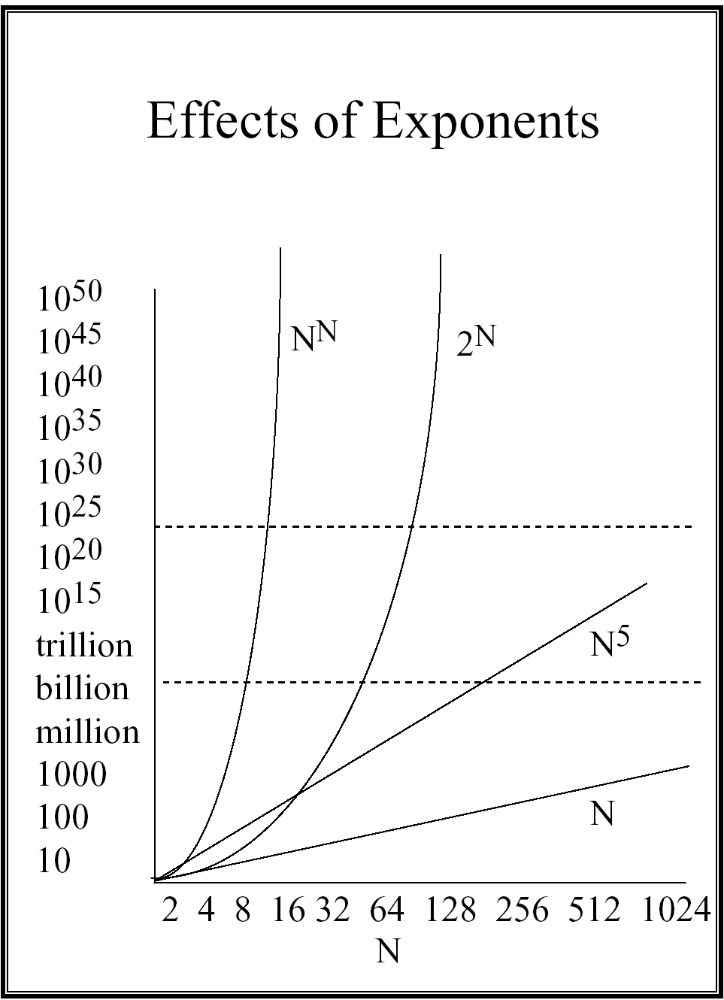 Effects of Exponents
10^50
10^45
10^40
10^35
10^30
10^25
10^20
10^15
trillion
billion
million
1000
100
10
N^N
2^N
N^5
N
2 4 8 16 32 64 128 256 512 1024
N